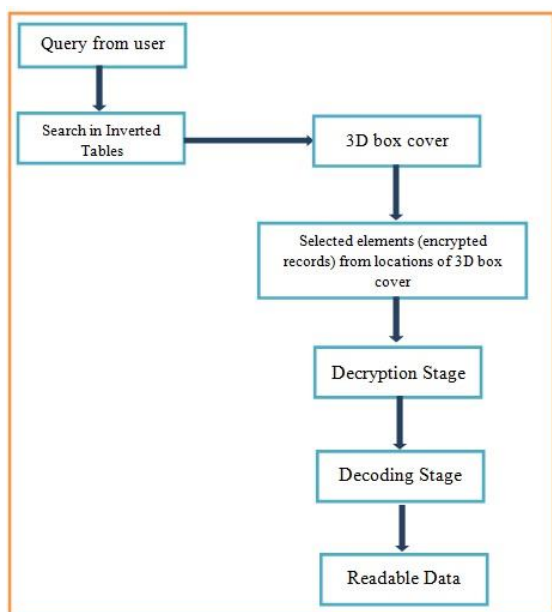 Query from user
Search in Inverted
Tables
3D box cover
Selected elements (encrypted
records) from locations of 3D box
cover
Decryption Stage
Decoding Stage
Readable Data